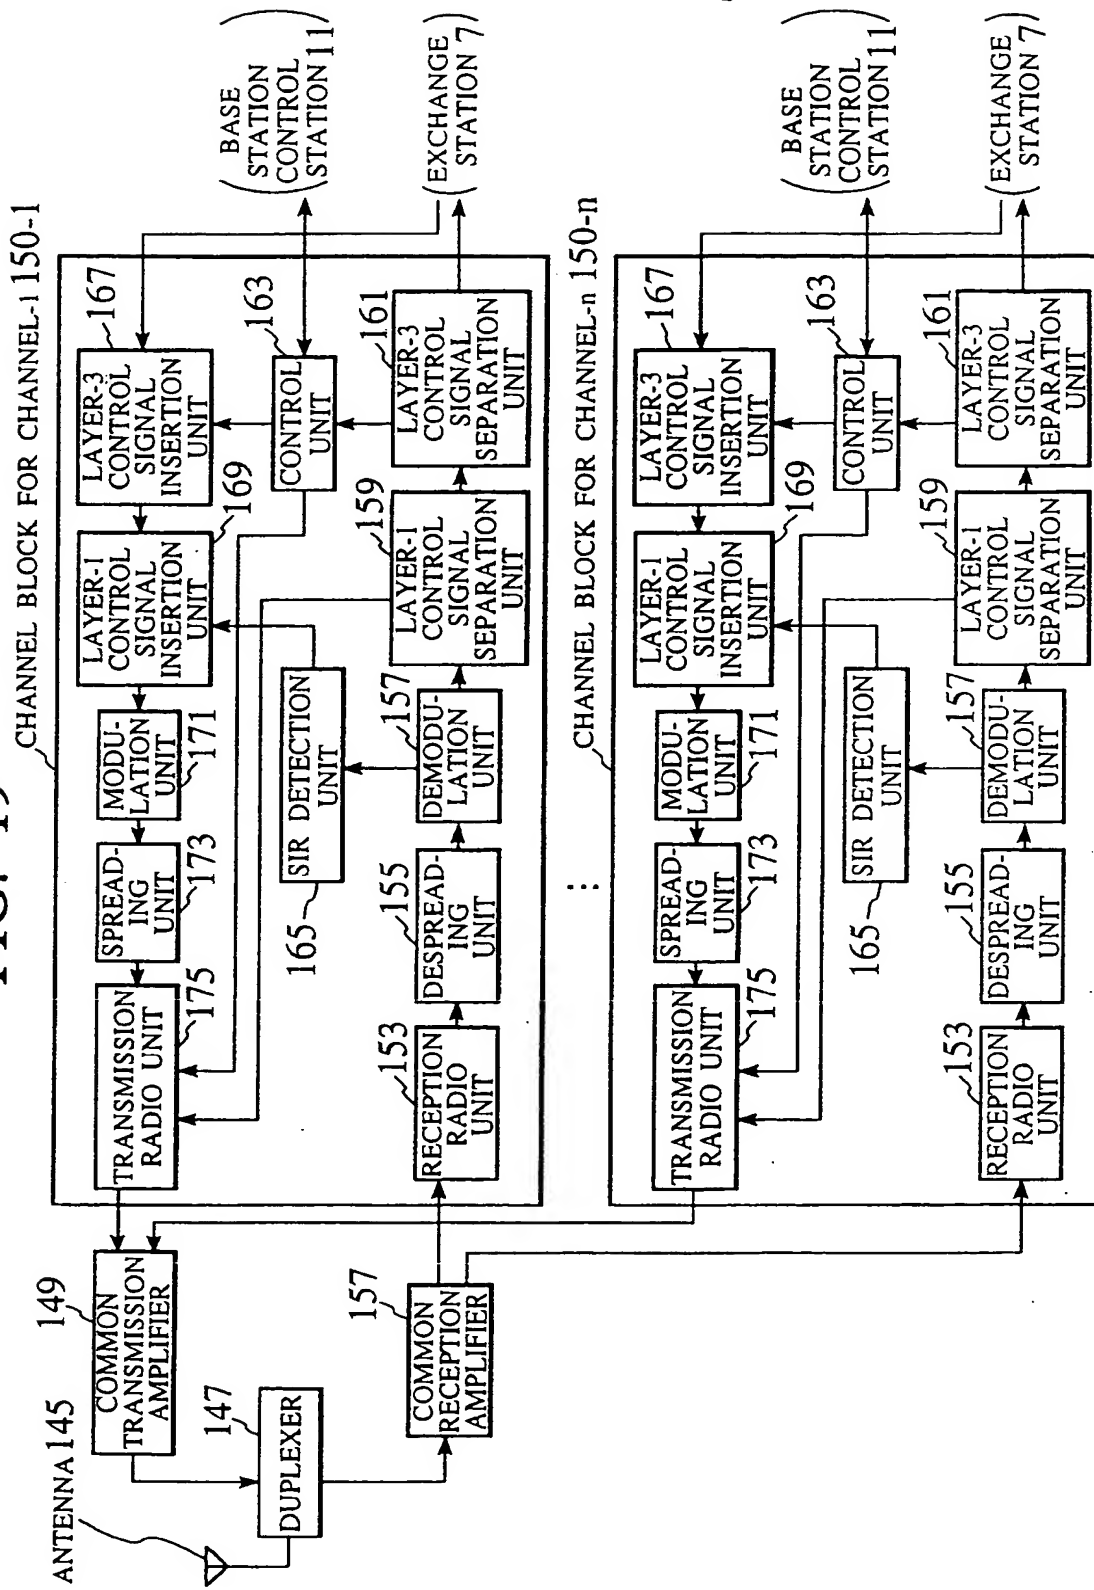 FIG. 19
ANTENNA 145
147
DUPLEXER
149
COMMON
TRANSMISSION
AMPLIFIER
157
COMMON
RECEPTION
AMPLIFIER
CHANNEL BLOCK FOR CHANNEL-1 150-1
TRANSMISSION
RADIO UNIT
175
SPREAD-
ING
UNIT
173
MODU-
LATION
UNIT
171
LAYER-1
CONTROL
SIGNAL
INSERTION
UNIT
169
LAYER-3
CONTROL
SIGNAL
INSERTION
UNIT
167
165
SIR DETECTION
UNIT
CONTROL
UNIT
163
153
RECEPTION
RADIO
UNIT
155
DESPREAD-
ING
UNIT
157
DEMODU-
LATION
UNIT
159
LAYER-1
CONTROL
SIGNAL
SEPARATION
UNIT
161
LAYER-3
CONTROL
SIGNAL
SEPARATION
UNIT
(BASE
STATION
CONTROL
STATION 11)
(EXCHANGE
STATION 7)
...
CHANNEL BLOCK FOR CHANNEL-n 150-n
TRANSMISSION
RADIO UNIT
175
SPREAD-
ING
UNIT
173
MODU-
LATION
UNIT
171
LAYER-1
CONTROL
SIGNAL
INSERTION
UNIT
169
LAYER-3
CONTROL
SIGNAL
INSERTION
UNIT
167
165
SIR DETECTION
UNIT
CONTROL
UNIT
163
153
RECEPTION
RADIO
UNIT
155
DESPREAD-
ING
UNIT
157
DEMODU-
LATION
UNIT
159
LAYER-1
CONTROL
SIGNAL
SEPARATION
UNIT
161
LAYER-3
CONTROL
SIGNAL
SEPARATION
UNIT
(BASE
STATION
CONTROL
STATION 11)
(EXCHANGE
STATION 7)